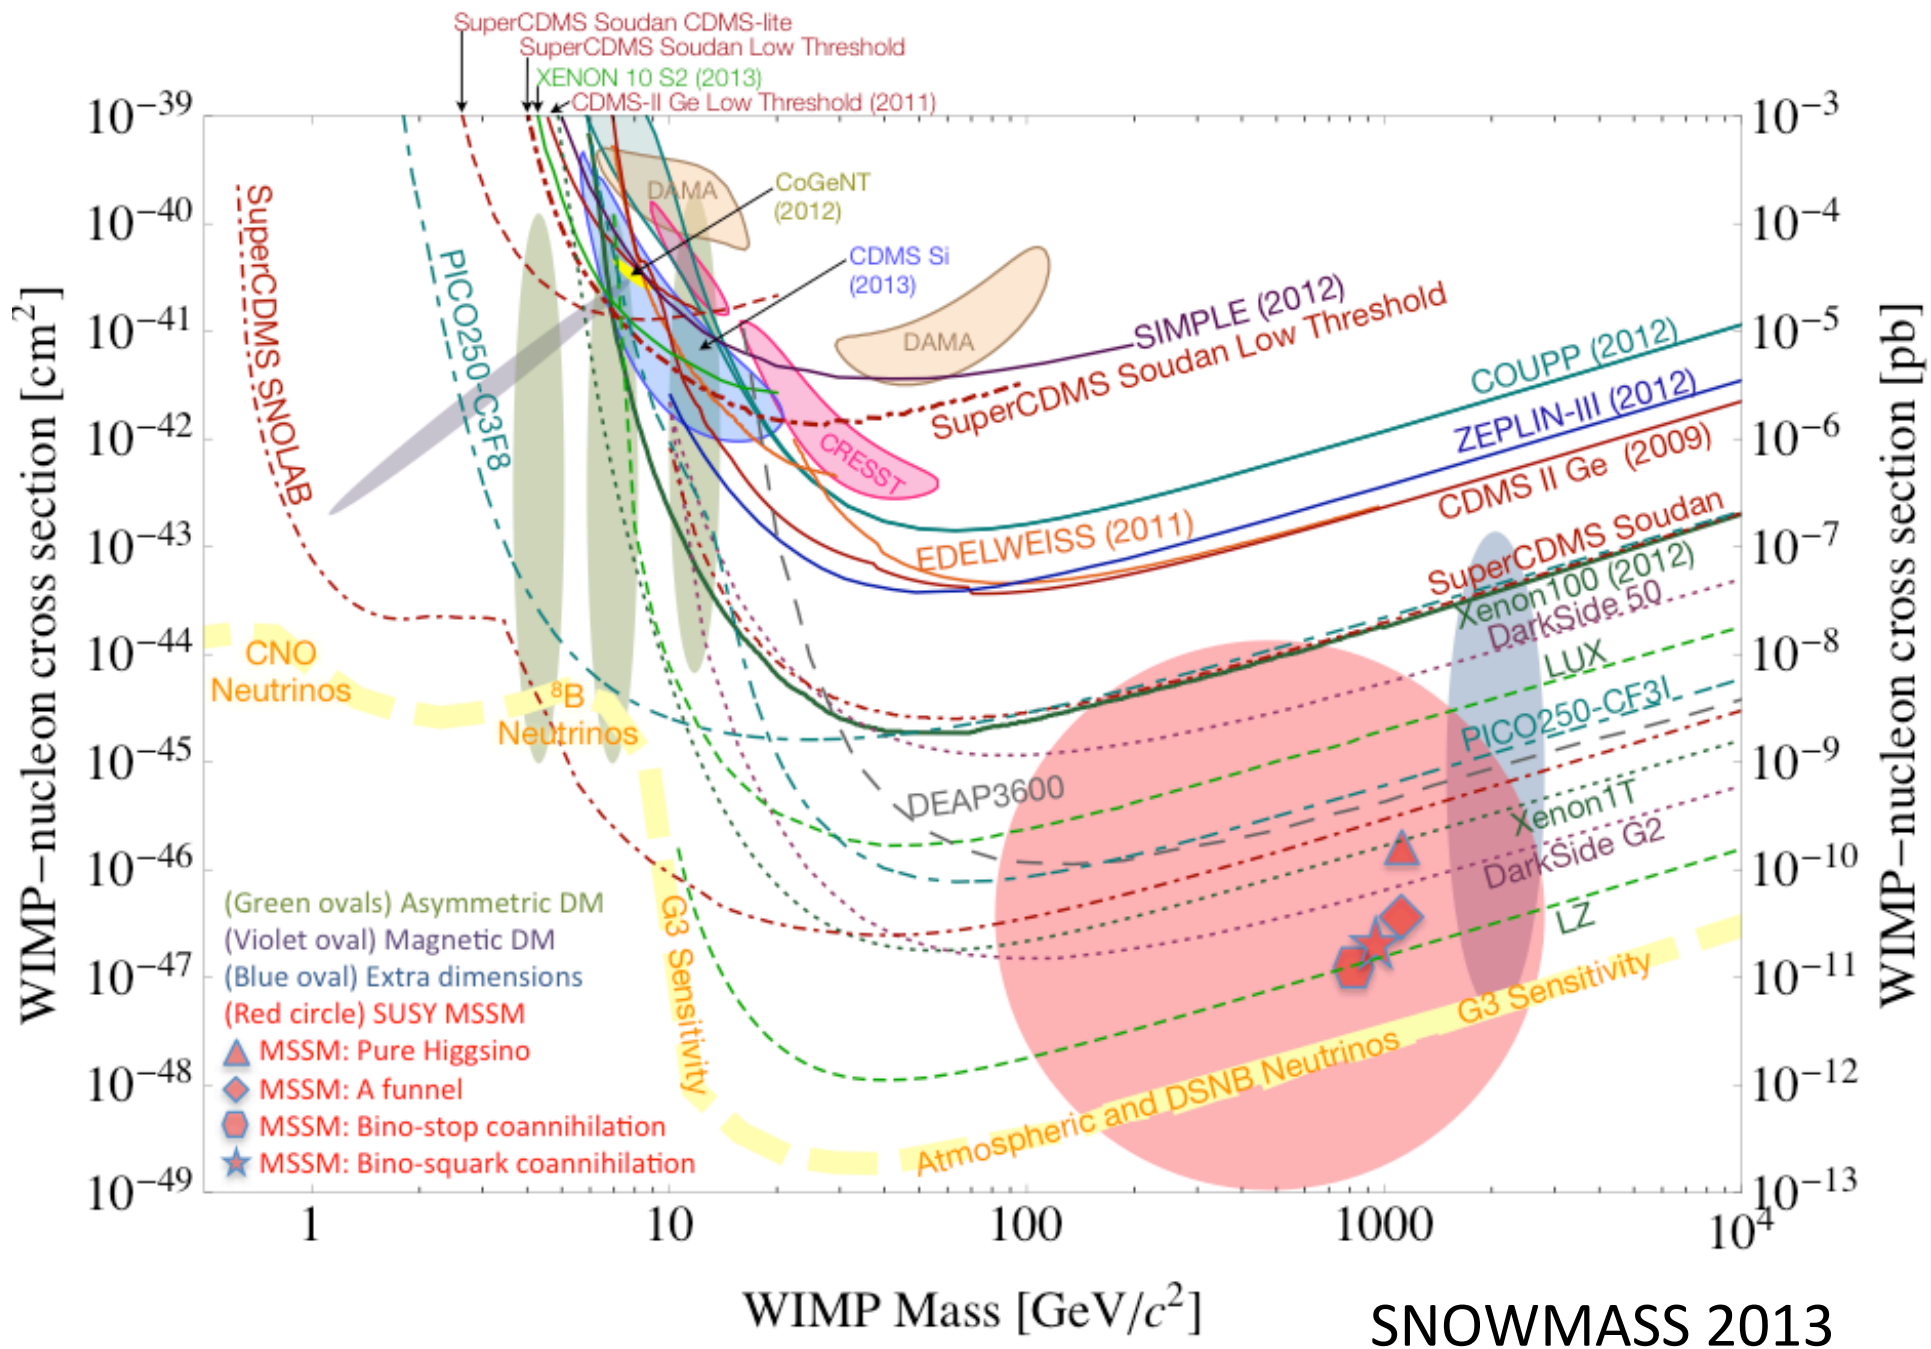 SuperCDMS Soudan CDMS-lite
SuperCDMS Soudan Low Threshold
XENON 10 S2 (2013)
CDMS-II Ge Low Threshold (2011)
10−39
10−40
10−41
10−42
10−43
10−44
10−45
10−46
10−47
10−48
10−49
WIMP−nucleon cross section [cm2]
10−3
10−4
10−5
10−6
10−7
10−8
10−9
10−10
10−11
10−12
10−13
WIMP−nucleon cross section [pb]
SuperCDMS SNOLAB
PICO250-C3F8
DAMA
CoGeNT
(2012)
CDMS Si
(2013)
DAMA
CRESST
SIMPLE (2012)
SuperCDMS Soudan Low Threshold
COUPP (2012)
ZEPLIN-III (2012)
CDMS II Ge (2009)
EDELWEISS (2011)
SuperCDMS Soudan
Xenon100 (2012)
DarkSide 50
LUX
PICO250-CF3I
DEAP3600
Xenon1T
DarkSide G2
LZ
CNO
Neutrinos
8B
Neutrinos
G3 Sensitivity
Atmospheric and DSNB Neutrinos
G3 Sensitivity
(Green ovals) Asymmetric DM
(Violet oval) Magnetic DM
(Blue oval) Extra dimensions
(Red circle) SUSY MSSM
MSSM: Pure Higgsino
MSSM: A funnel
MSSM: Bino-stop coannihilation
MSSM: Bino-squark coannihilation
1
10
100
1000
104
WIMP Mass [GeV/c2]
SNOWMASS 2013